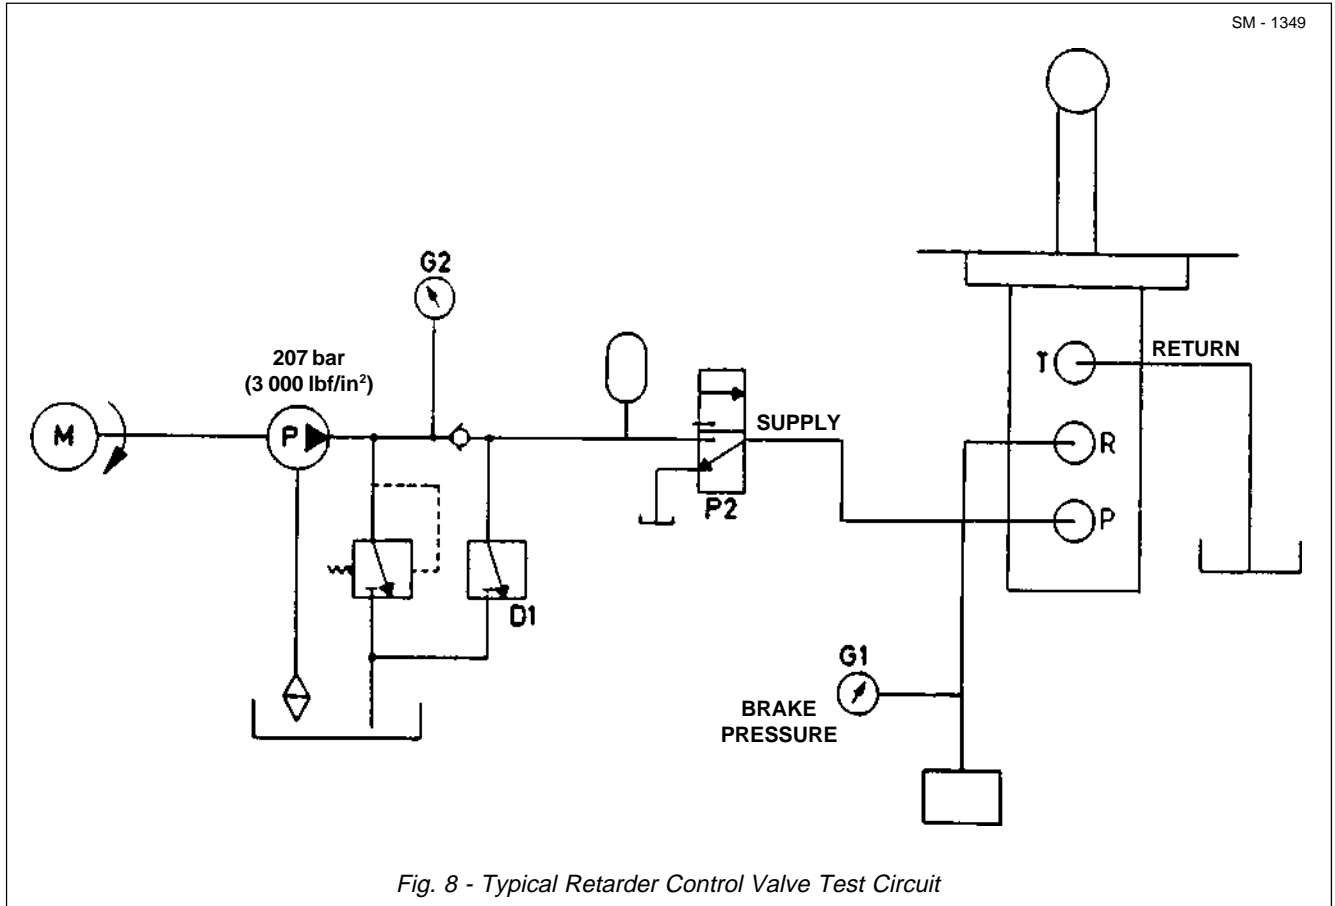 SM - 1349
G2
207 bar
(3 000 lbf/in²)
M
P
SUPPLY
P2
D1
T
RETURN
R
P
G1
BRAKE
PRESSURE
Fig. 8 - Typical Retarder Control Valve Test Circuit